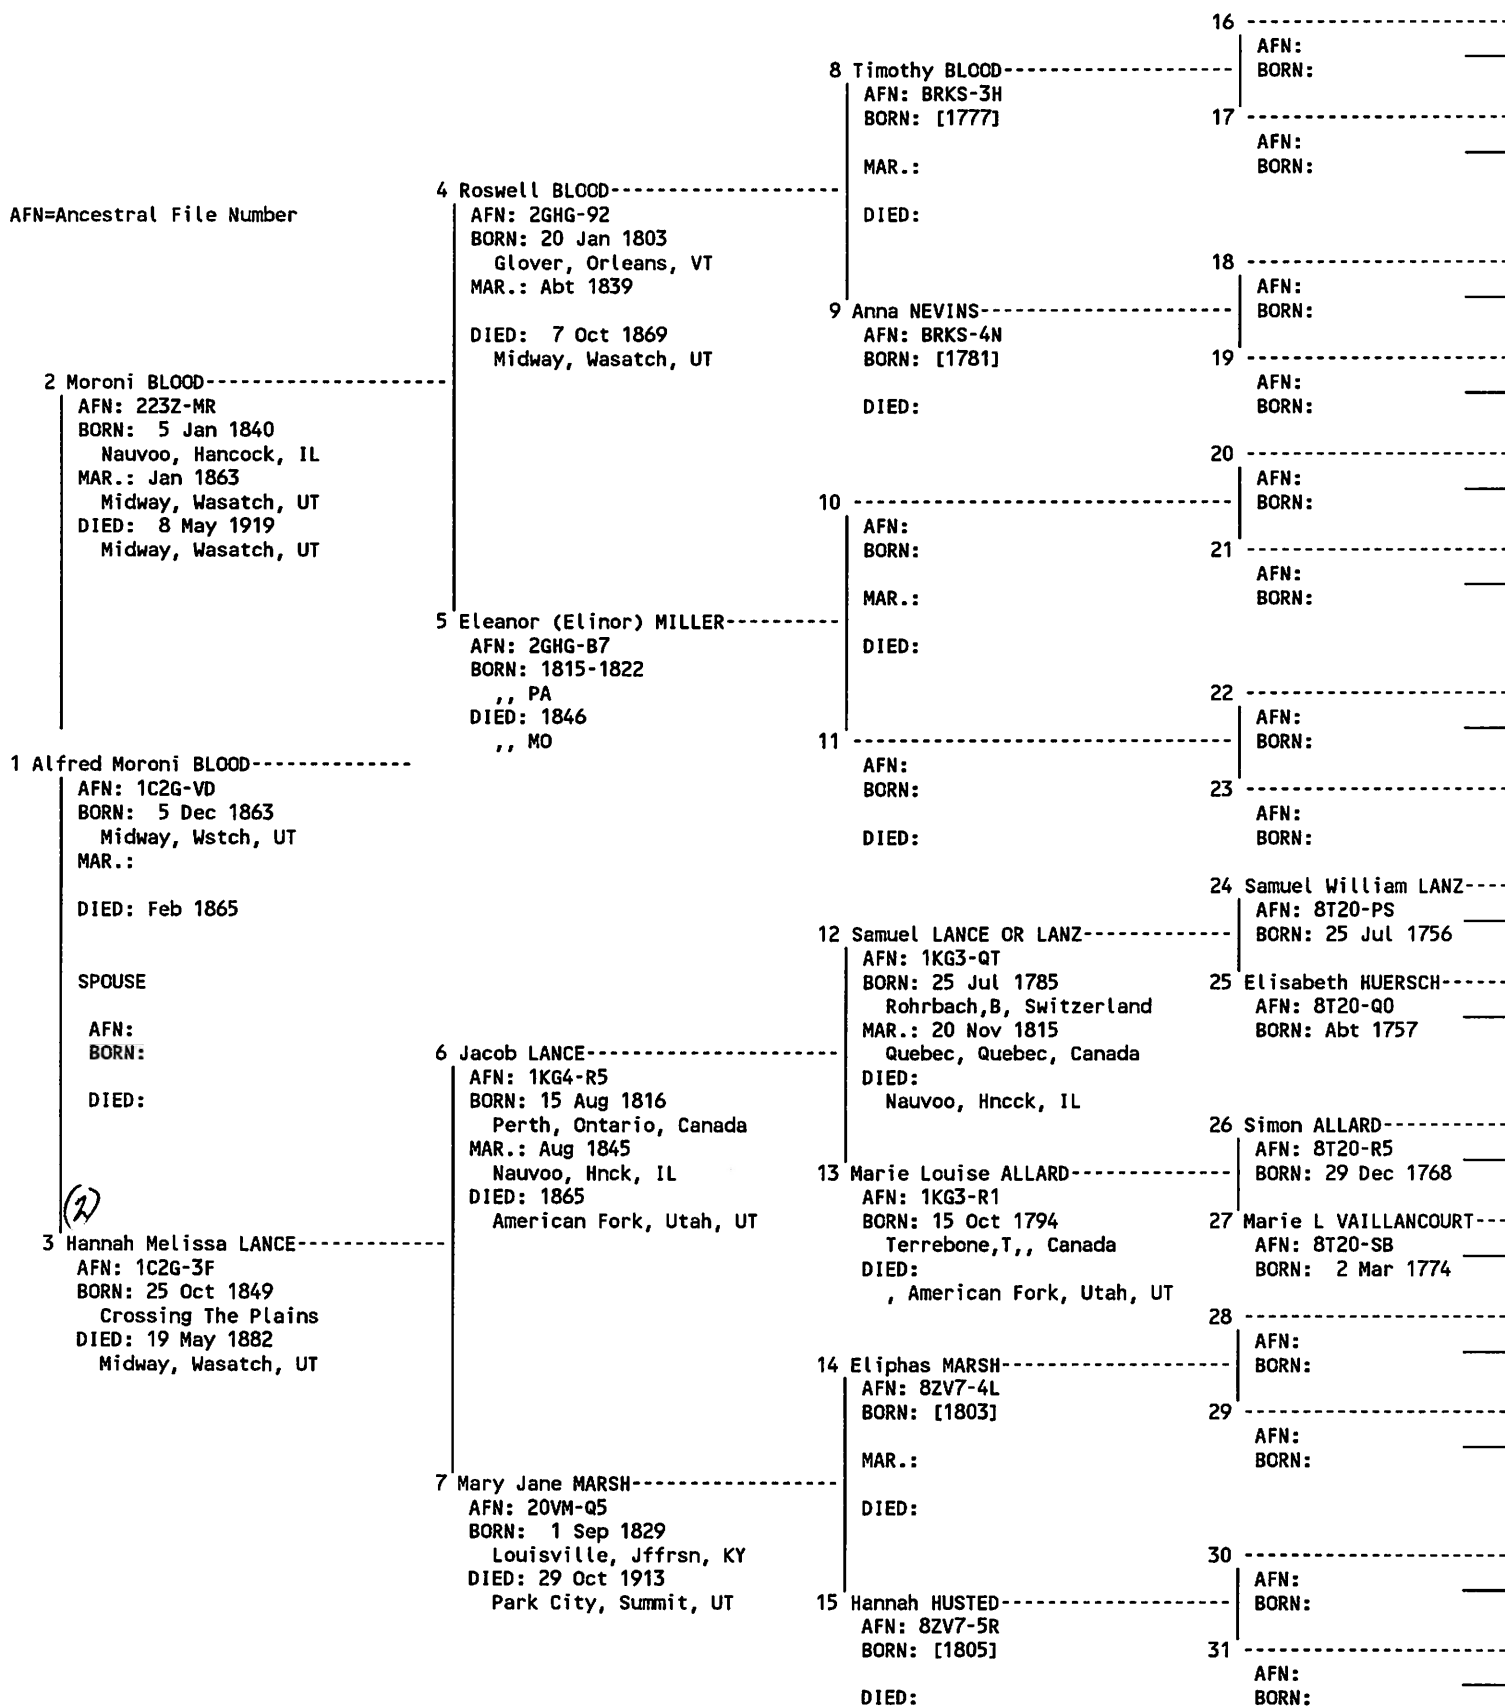 AFN=Ancestral File Number
1 Alfred Moroni BLOOD-------------
AFN: 1C2G-VD
BORN:  5 Dec 1863
Midway, Wstch, UT
MAR.:
DIED: Feb 1865
SPOUSE
AFN:
BORN:
DIED:
2 Moroni BLOOD--------------------
AFN: 223Z-MR
BORN:  5 Jan 1840
Nauvoo, Hancock, IL
MAR.: Jan 1863
Midway, Wasatch, UT
DIED:  8 May 1919
Midway, Wasatch, UT
(2)
3 Hannah Melissa LANCE------------
AFN: 1C2G-3F
BORN: 25 Oct 1849
Crossing The Plains
DIED: 19 May 1882
Midway, Wasatch, UT
4 Roswell BLOOD-------------------
AFN: 2GHG-92
BORN: 20 Jan 1803
Glover, Orleans, VT
MAR.: Abt 1839
DIED:  7 Oct 1869
Midway, Wasatch, UT
5 Eleanor (Elinor) MILLER---------
AFN: 2GHG-B7
BORN: 1815-1822
,, PA
DIED: 1846
,, MO
6 Jacob LANCE---------------------
AFN: 1KG4-R5
BORN: 15 Aug 1816
Perth, Ontario, Canada
MAR.: Aug 1845
Nauvoo, Hnck, IL
DIED: 1865
American Fork, Utah, UT
7 Mary Jane MARSH-----------------
AFN: 20VM-Q5
BORN:  1 Sep 1829
Louisville, Jffrsn, KY
DIED: 29 Oct 1913
Park City, Summit, UT
8 Timothy BLOOD-------------------
AFN: BRKS-3H
BORN: [1777]
MAR.:
DIED:
9 Anna NEVINS---------------------
AFN: BRKS-4N
BORN: [1781]
DIED:
10 --------------------------------
AFN:
BORN:
MAR.:
DIED:
11 --------------------------------
AFN:
BORN:
DIED:
12 Samuel LANCE OR LANZ------------
AFN: 1KG3-QT
BORN: 25 Jul 1785
Rohrbach,B, Switzerland
MAR.: 20 Nov 1815
Quebec, Quebec, Canada
DIED:
Nauvoo, Hncck, IL
13 Marie Louise ALLARD-------------
AFN: 1KG3-R1
BORN: 15 Oct 1794
Terrebone,T,, Canada
DIED:
, American Fork, Utah, UT
14 Eliphas MARSH-------------------
AFN: 8ZV7-4L
BORN: [1803]
MAR.:
DIED:
15 Hannah HUSTED-------------------
AFN: 8ZV7-5R
BORN: [1805]
DIED:
16 ----------------------
AFN:
BORN:
17 ----------------------
AFN:
BORN:
18 ----------------------
AFN:
BORN:
19 ----------------------
AFN:
BORN:
20 ----------------------
AFN:
BORN:
21 ----------------------
AFN:
BORN:
22 ----------------------
AFN:
BORN:
23 ----------------------
AFN:
BORN:
24 Samuel William LANZ----
AFN: 8T20-PS
BORN: 25 Jul 1756
25 Elisabeth HUERSCH------
AFN: 8T20-Q0
BORN: Abt 1757
26 Simon ALLARD-----------
AFN: 8T20-R5
BORN: 29 Dec 1768
27 Marie L VAILLANCOURT---
AFN: 8T20-SB
BORN:  2 Mar 1774
28 ----------------------
AFN:
BORN:
29 ----------------------
AFN:
BORN:
30 ----------------------
AFN:
BORN:
31 ----------------------
AFN:
BORN: